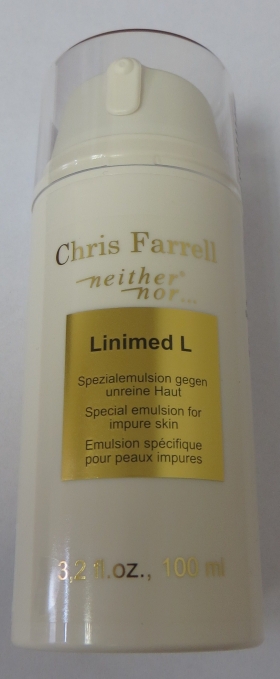 Chris Farrell
neither®
nor...
Linimed L
Spezialemulsion gegen
unreine Haut
Special emulsion for
impure skin
Emulsion spécifique
pour peaux impures
3,2 fl.oz., 100 ml